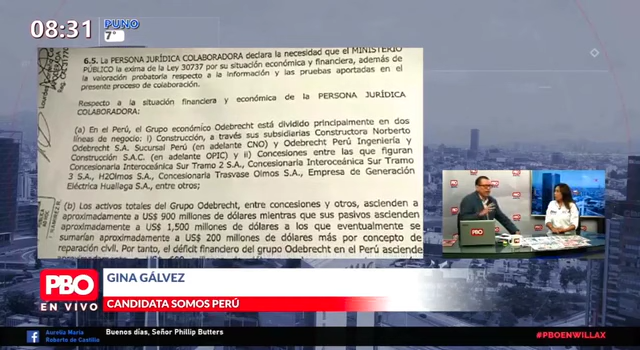 08:31
PUNO
7°
6.5. La PERSONA JURÍDICA COLABORADORA declara la necesidad que el MINISTERIO
PÚBLICO la exima de la Ley 30737 por su situación económica y financiera, además de
la valoración probatoria respecto a la información y las pruebas aportadas en el
presente proceso de colaboración.
Respecto a la situación financiera y económica de la PERSONA JURÍDICA
COLABORADORA:
(a) En el Perú, el Grupo económico Odebrecht está dividido principalmente en dos
líneas de negocio: i) Construcción, a través sus subsidiarias Constructora Norberto
Odebrecht S.A. Sucursal Perú (en adelante CNO) y Odebrecht Perú Ingeniería y
Construcción S.A.C. (en adelante OPIC) y ii) Concesiones entre las que figuran
Concesionaria Interoceánica Sur Tramo 2 S.A., Concesionaria Interoceánica Sur Tramo
3 S.A., H2Olmos S.A., Concesionaria Trasvase Olmos S.A., Empresa de Generación
Eléctrica Huallaga S.A., entre otros;
(b) Los activos totales del Grupo Odebrecht, entre concesiones y otros, ascienden a
aproximadamente a US$ 900 millones de dólares mientras que sus pasivos ascienden
aproximadamente a US$ 1,500 millones de dólares a los que eventualmente se
sumarían aproximadamente a US$ 200 millones de dólares más por concepto de
reparación civil. Por tanto, el déficit financiero del grupo Odebrecht en el Perú asciende
PBO
PBO
PBO
EN VIVO
GINA GÁLVEZ
CANDIDATA SOMOS PERÚ
Aurelia Maria
Roberto de Castilla
Buenos días, Señor Phillip Butters
#PBOENWILLAX